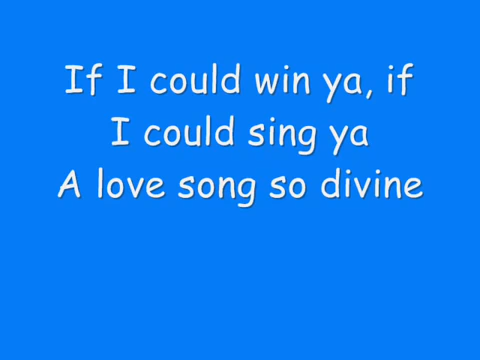 If I could win ya, if
I could sing ya
A love song so divine